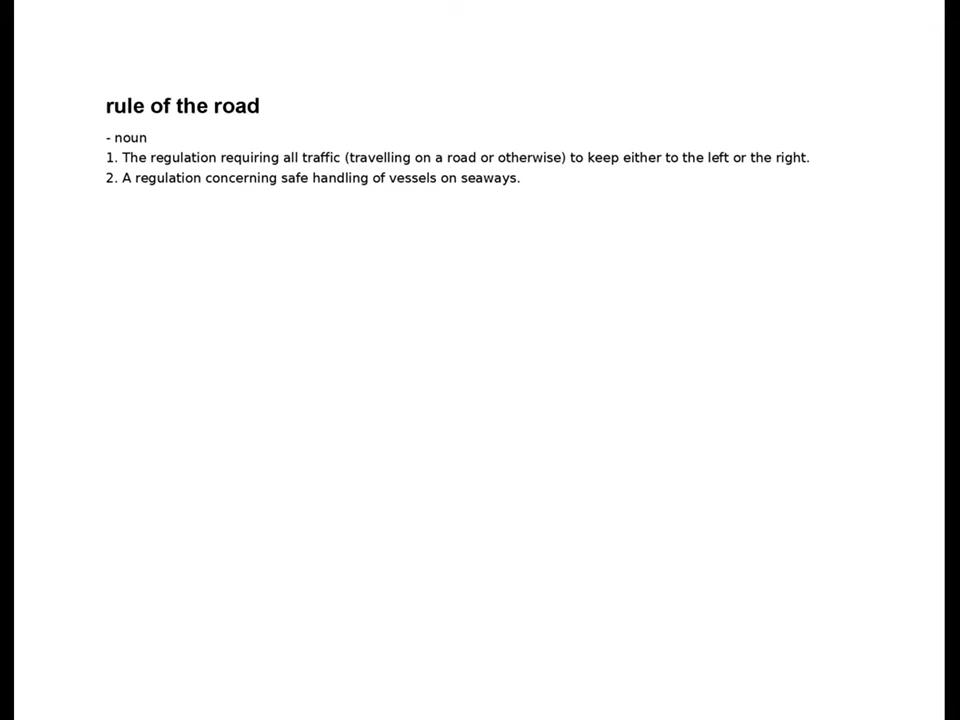 rule of the road
- noun
1. The regulation requiring all traffic (travelling on a road or otherwise) to keep either to the left or the right.
2. A regulation concerning safe handling of vessels on seaways.